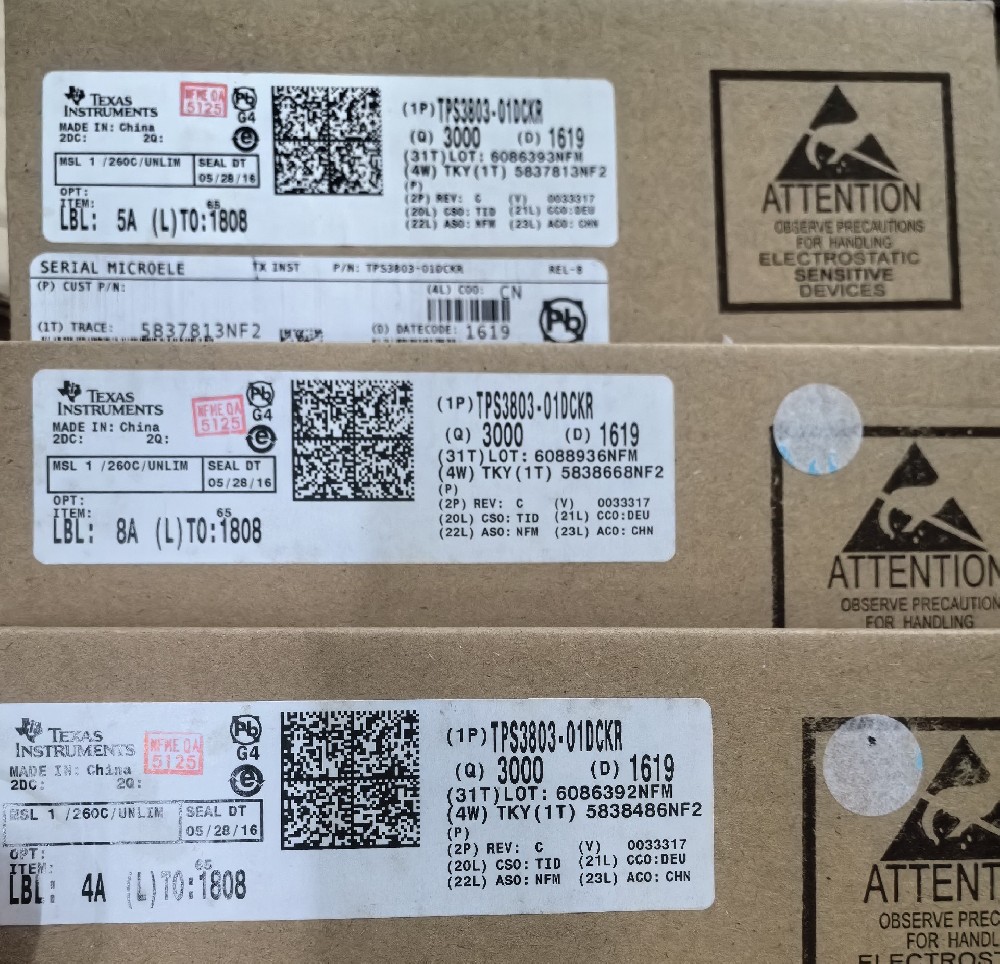 TEXAS
INSTRUMENTS
NFME QA
5125
Pb
G4
e
MADE IN: China
2DC: 2Q:
MSL 1 /260C/UNLIM
SEAL DT
05/28/16
OPT:
ITEM:
65
LBL: 5A (L)TO:1808
(1P)TPS3803-01DCKR
(Q) 3000 (D) 1619
(31T)LOT: 6086393NFM
(4W) TKY(1T) 5837813NF2
(P)
(2P) REV: C (V) 0033317
(20L) CSO: TID (21L) CCO:DEU
(22L) ASO: NFM (23L) ACO: CHN
ATTENTION
OBSERVE PRECAUTIONS
FOR HANDLING
ELECTROSTATIC
SENSITIVE
DEVICES
SERIAL MICROELE TX INST P/N: TPS3803-01DCKR REL-8
(P) CUST P/N:
(4L) COO: CN
Pb
(1T) TRACE: 5837813NF2
(D) DATECODE: 1619
TEXAS
INSTRUMENTS
NFME QA
5125
Pb
G4
e
MADE IN: China
2DC: 2Q:
MSL 1 /260C/UNLIM
SEAL DT
05/28/16
OPT:
ITEM:
65
LBL: 8A (L)TO:1808
(1P)TPS3803-01DCKR
(Q) 3000 (D) 1619
(31T)LOT: 6088936NFM
(4W) TKY(1T) 5838668NF2
(P)
(2P) REV: C (V) 0033317
(20L) CSO: TID (21L) CCO:DEU
(22L) ASO: NFM (23L) ACO: CHN
ATTENTION
OBSERVE PRECAUTION
FOR HANDLING
TEXAS
INSTRUMENTS
NFME QA
5125
Pb
G4
e
MADE IN: China
2DC: 2Q:
MSL 1 /260C/UNLIM
SEAL DT
05/28/16
OPT:
ITEM:
65
LBL: 4A (L)TO:1808
(1P)TPS3803-01DCKR
(Q) 3000 (D) 1619
(31T)LOT: 6086392NFM
(4W) TKY(1T) 5838486NF2
(P)
(2P) REV: C (V) 0033317
(20L) CSO: TID (21L) CCO:DEU
(22L) ASO: NFM (23L) ACO: CHN
ATTENT
OBSERVE PREC
FOR HANDL
ELECTROST